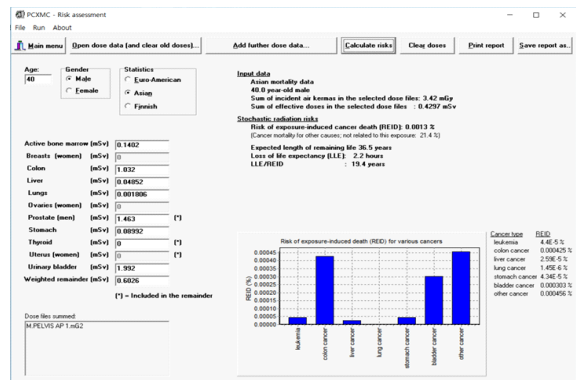 PCXMC - Risk assessment
File Run About
Main menu Open dose data (and clear old doses)... Add further dose data... Calculate risks Clear doses Print report Save report as..
Age: Gender Statistics
40 Male Euro-American
Female Asian
Finnish
Input data
Asian mortality data
40.0 year-old male
Sum of incident air kermas in the selected dose files: 3.42 mGy
Sum of effective doses in the selected dose files : 0.4297 mSv
Stochastic radiation risks
Risk of exposure-induced cancer death (REID): 0.0013 %
(Cancer mortality for other causes; not related to this exposure: 21.4 %)
Expected length of remaining life 36.5 years
Loss of life expectancy (LLE): 2.2 hours
LLE/REID : 19.4 years
Active bone marrow (mSv) 0.1402
Breasts (women) (mSv) 0
Colon (mSv) 1.032
Liver (mSv) 0.04852
Lungs (mSv) 0.001806
Ovaries (women) (mSv) 0
Prostate (men) (mSv) 1.463 (*)
Stomach (mSv) 0.08992
Thyroid (mSv) 0 (*)
Uterus (women) (mSv) 0 (*)
Urinary bladder (mSv) 1.992
Weighted remainder (mSv) 0.6026
(*) = Included in the remainder
Dose files summed:
M.PELVIS AP 1.mG2
Risk of exposure-induced death (REID) for various cancers
REID (%)
0.00045
0.00040
0.00035
0.00030
0.00025
0.00020
0.00015
0.00010
0.00005
0.00000
leukemia
colon cancer
liver cancer
lung cancer
stomach cancer
bladder cancer
other cancer
Cancer type REID
leukemia 4.4E-5 %
colon cancer 0.000425 %
liver cancer 2.59E-5 %
lung cancer 1.45E-6 %
stomach cancer 4.34E-5 %
bladder cancer 0.000303 %
other cancer 0.000456 %